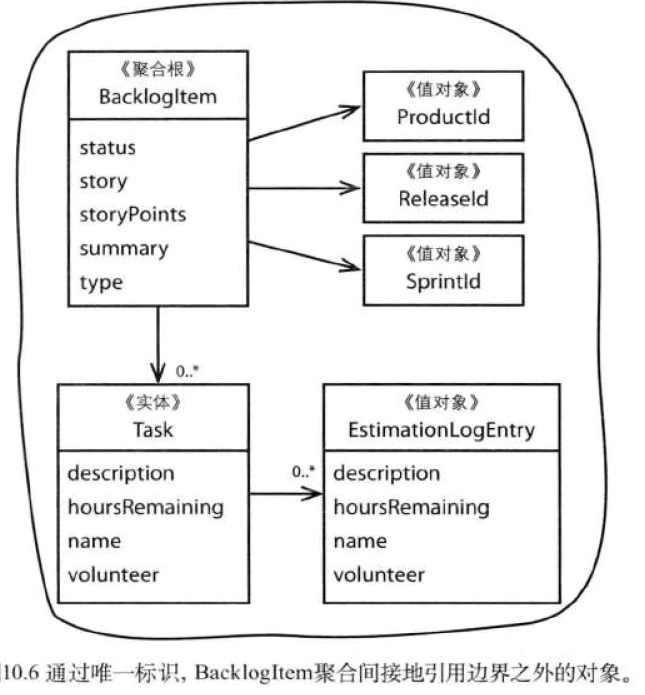 《聚合根》
BacklogItem
status
story
storyPoints
summary
type
《值对象》
ProductId
《值对象》
ReleaseId
《值对象》
SprintId
0..*
《实体》
Task
description
hoursRemaining
name
volunteer
0..*
《值对象》
EstimationLogEntry
description
hoursRemaining
name
volunteer
10.6 通过唯一标识, BacklogItem聚合间接地引用边界之外的对象。